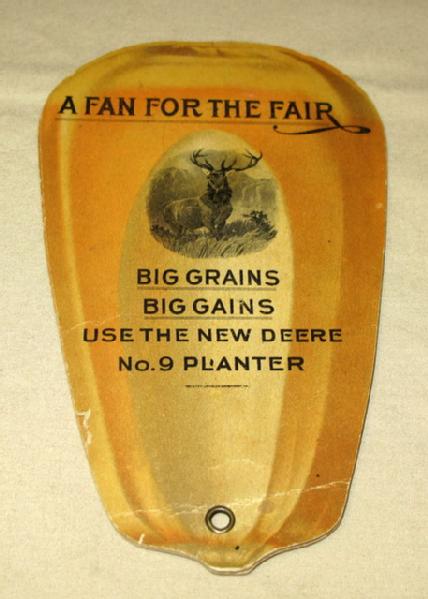 A FAN FOR THE FAIR
BIG GRAINS
BIG GAINS
USE THE NEW DEERE
No. 9 PLANTER